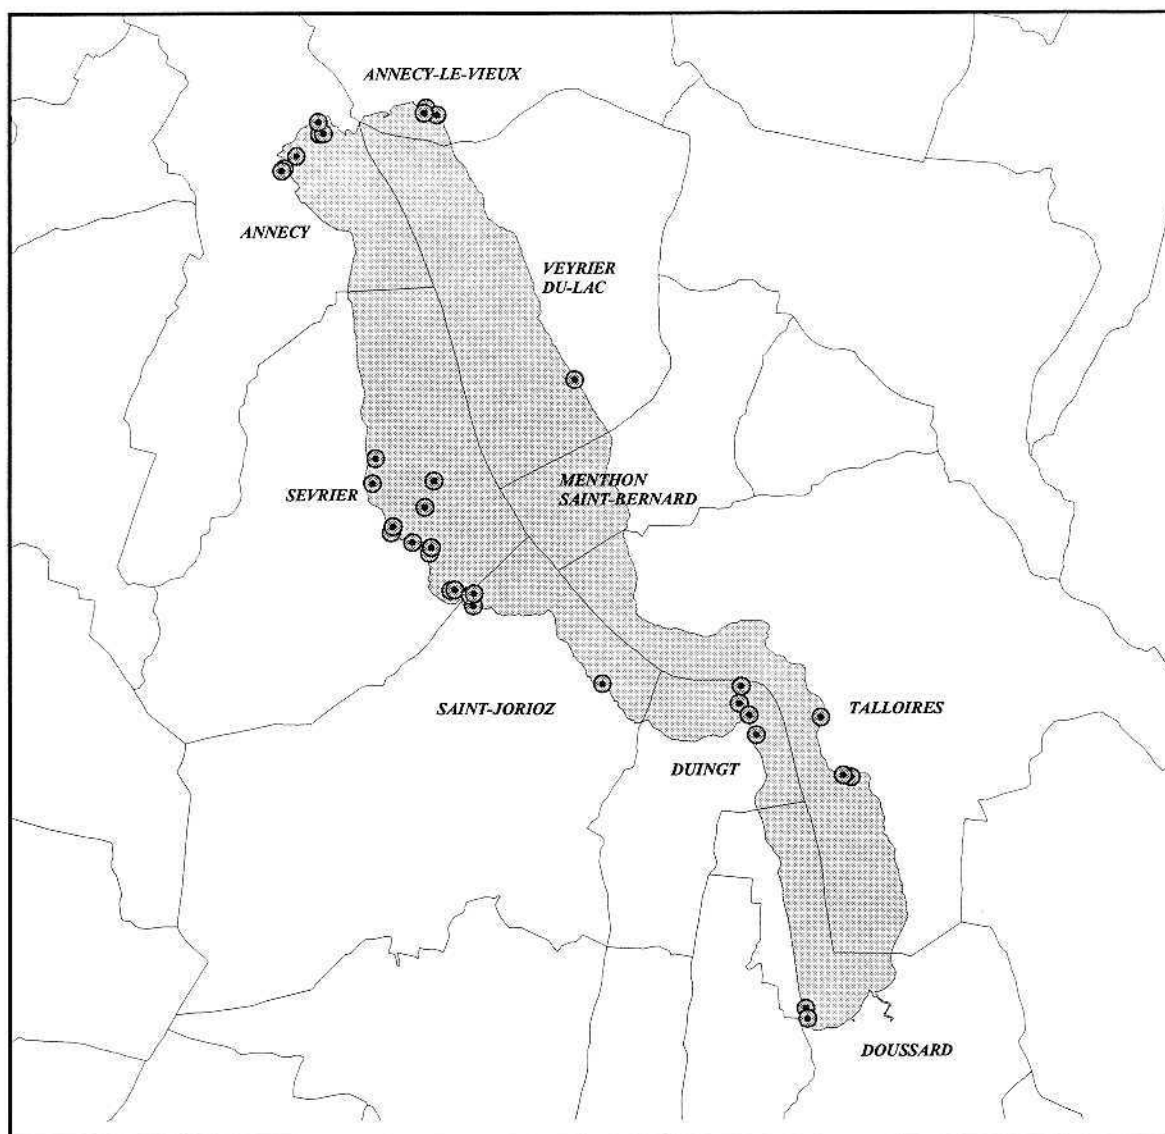 ANNECY-LE-VIEUX
ANNECY
VEYRIER
DU-LAC
SEVRIER
MENTHON
SAINT-BERNARD
SAINT-JORIOZ
TALLOIRES
DUINGT
DOUSSARD